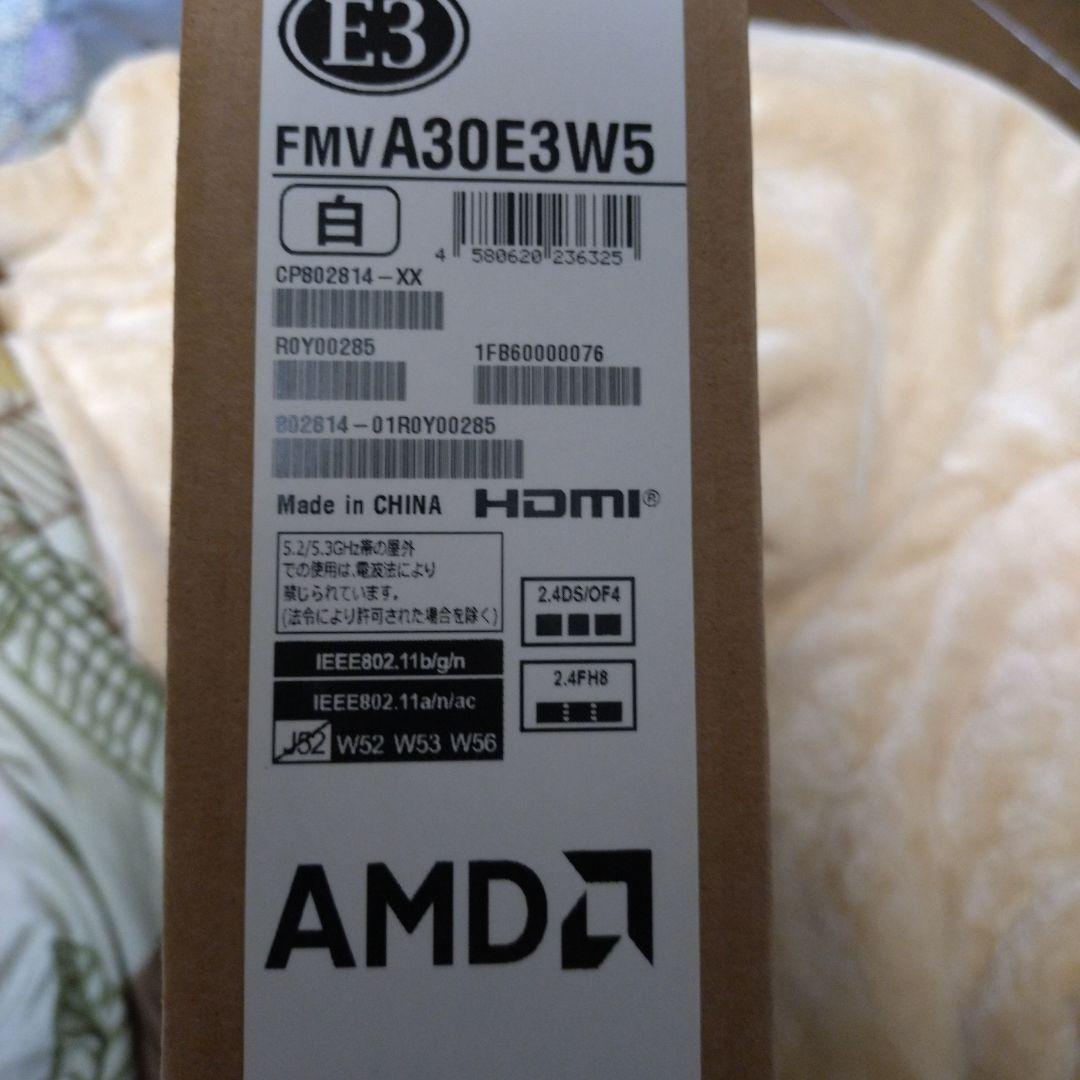 E3
FMVA30E3W5
白
4 580620 236325
CP802814-XX
R0Y00285
1FB60000076
802814-01R0Y00285
Made in CHINA HDMI®
5.2/5.3GHz帯の屋外
での使用は、電波法により
禁じられています。
(法令により許可された場合を除く)
2.4DS/OF4
IEEE802.11b/g/n
2.4FH8
IEEE802.11a/n/ac
J52 W52 W53 W56
AMD